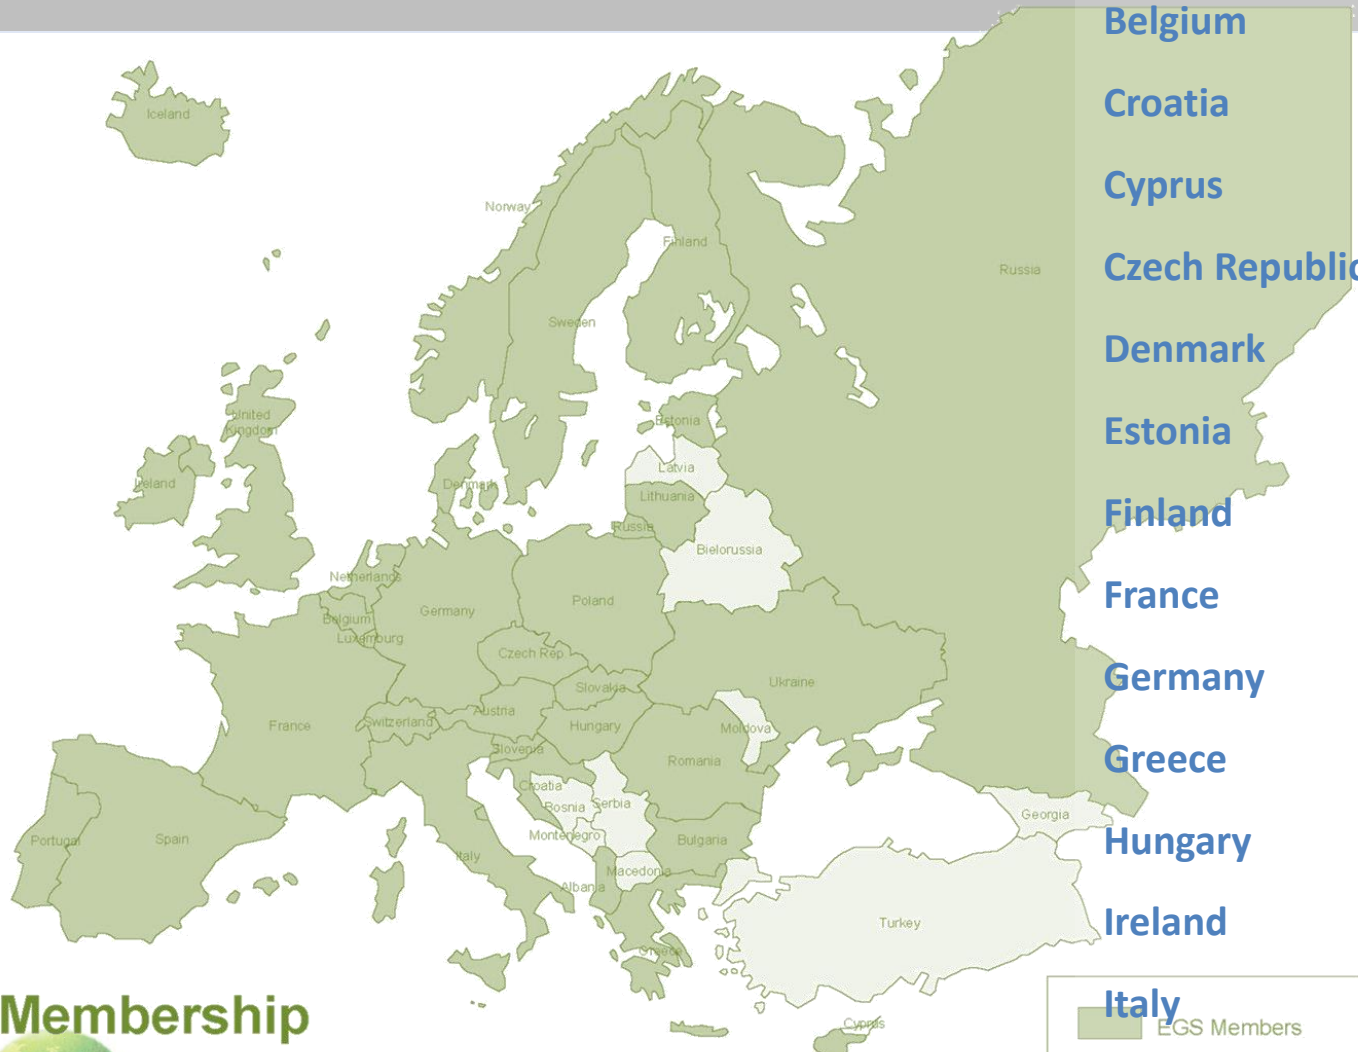 Belgium
Croatia
Cyprus
Czech Republic
Denmark
Estonia
Finland
France
Germany
Greece
Hungary
Ireland
Italy
Iceland
Norway
Finland
Russia
Sweden
United
Kingdom
Estonia
Ireland
Latvia
Denmark
Lithuania
Russia
Bielorussia
Netherlands
Germany
Poland
Belgium
Luxemburg
Czech Rep.
Ukraine
Slovakia
Austria
France
Switzerland
Hungary
Moldova
Slovenia
Romania
Croatia
Bosnia
Serbia
Georgia
Portugal
Spain
Montenegro
Bulgaria
Italy
Macedonia
Albania
Turkey
Greece
Cyprus
Membership
EGS Members